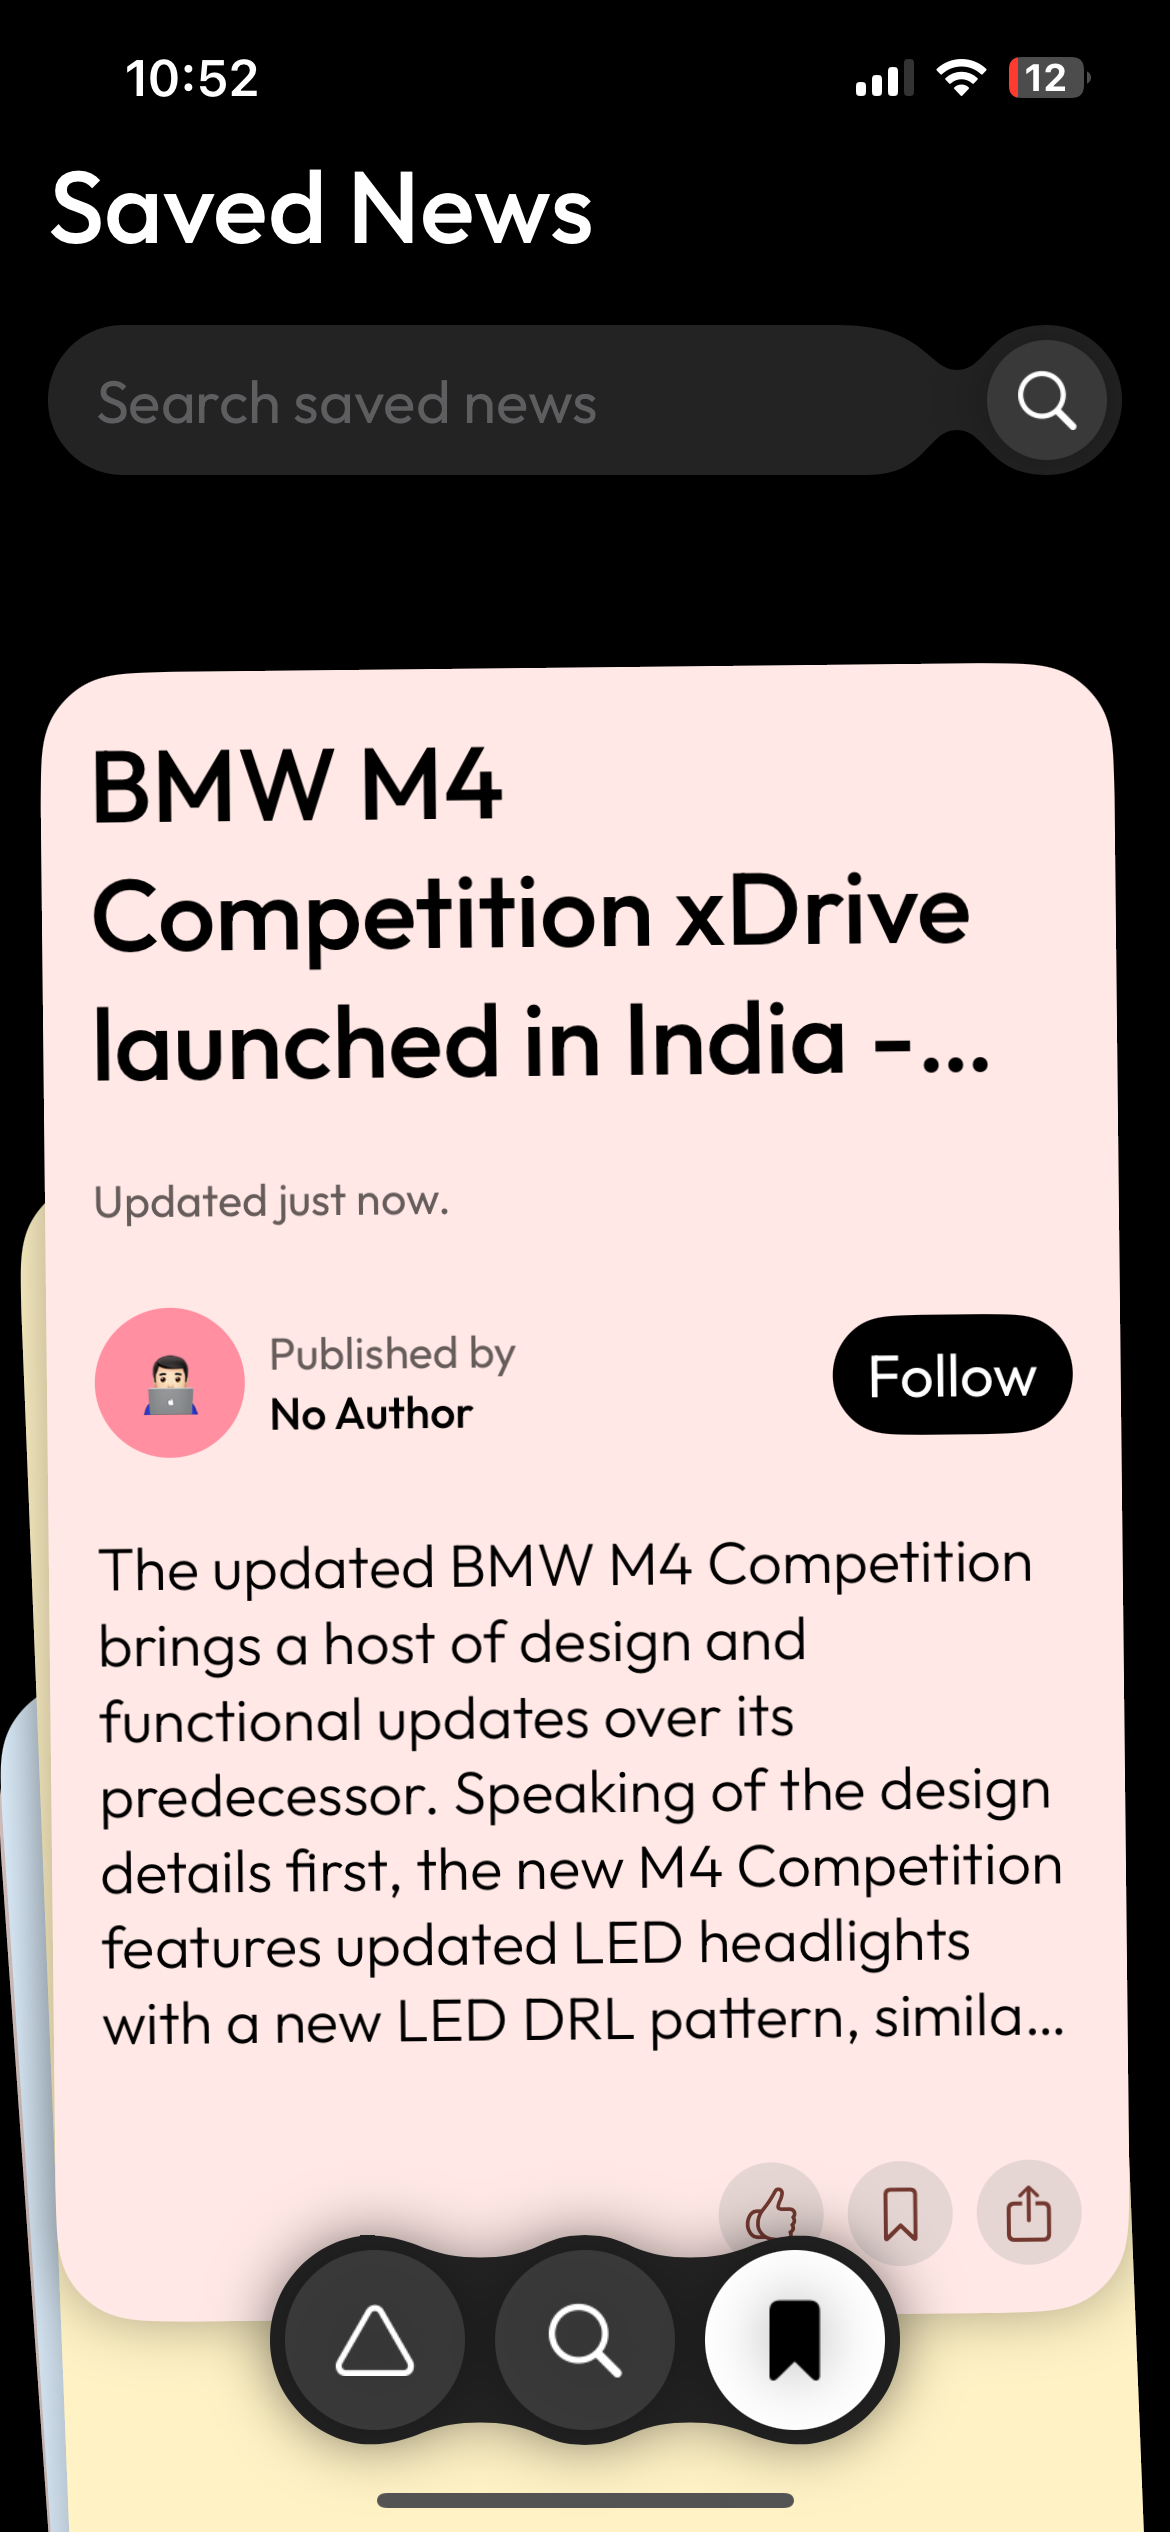 10:52
12
Saved News
Search saved news
BMW M4
Competition xDrive
launched in India -...
Updated just now.
Published by
No Author
Follow
The updated BMW M4 Competition
brings a host of design and
functional updates over its
predecessor. Speaking of the design
details first, the new M4 Competition
features updated LED headlights
with a new LED DRL pattern, simila...